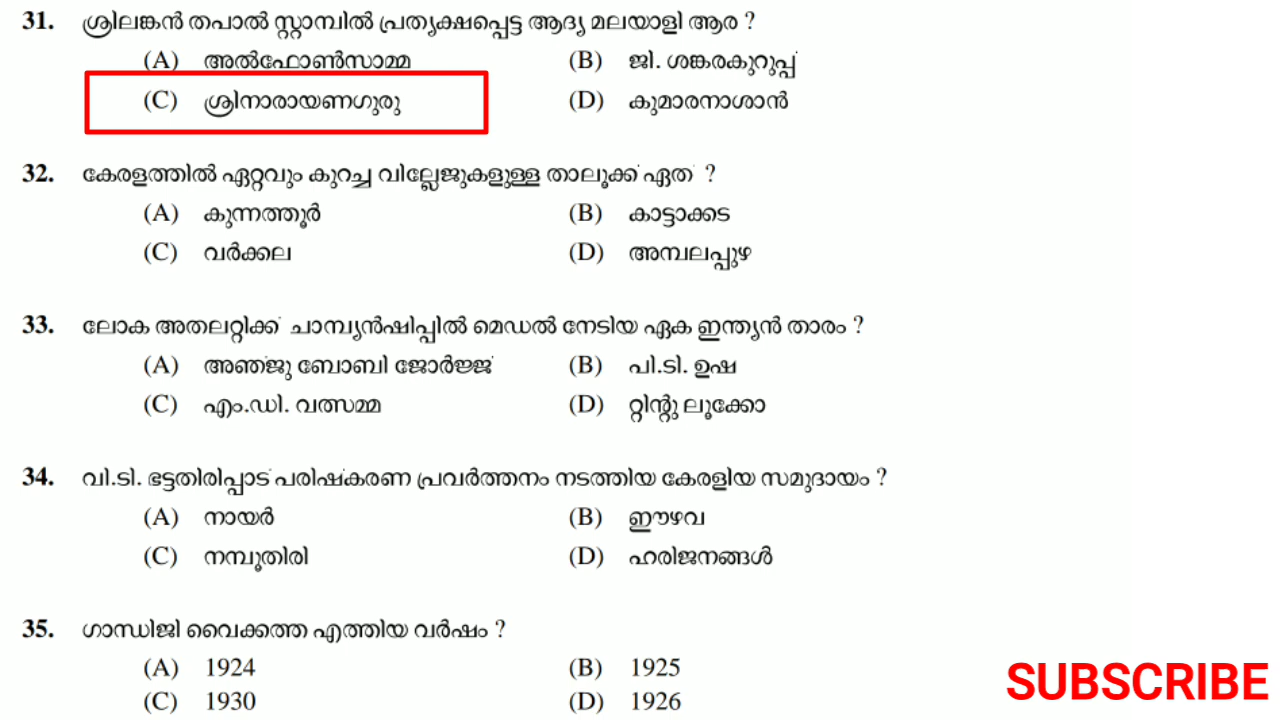 31. ശ്രീലങ്കൻ തപാൽ സ്റ്റാമ്പിൽ പ്രത്യക്ഷപ്പെട്ട ആദ്യ മലയാളി ആര ?
(A) അൽഫോൺസാമ്മ (B) ജി. ശങ്കരകുറുപ്പ്
(C) ശ്രീനാരായണഗുരു (D) കുമാരനാശാൻ
32. കേരളത്തിൽ ഏറ്റവും കുറച്ച വില്ലേജുകളുള്ള താലൂക്ക് ഏത് ?
(A) കുന്നത്തൂർ (B) കാട്ടാക്കട
(C) വർക്കല (D) അമ്പലപ്പുഴ
33. ലോക അത്‌ലറ്റിക്ക് ചാമ്പ്യൻഷിപ്പിൽ മെഡൽ നേടിയ ഏക ഇന്ത്യൻ താരം ?
(A) അഞ്ജു ബോബി ജോർജ്ജ് (B) പി.ടി. ഉഷ
(C) എം.ഡി. വത്സമ്മ (D) റ്റിന്റു ലൂക്കോ
34. വി.ടി. ഭട്ടതിരിപ്പാട് പരിഷ്കരണ പ്രവർത്തനം നടത്തിയ കേരളിയ സമുദായം ?
(A) നായർ (B) ഈഴവ
(C) നമ്പൂതിരി (D) ഹരിജനങ്ങൾ
35. ഗാന്ധിജി വൈക്കത്ത എത്തിയ വർഷം ?
(A) 1924 (B) 1925
(C) 1930 (D) 1926
SUBSCRIBE